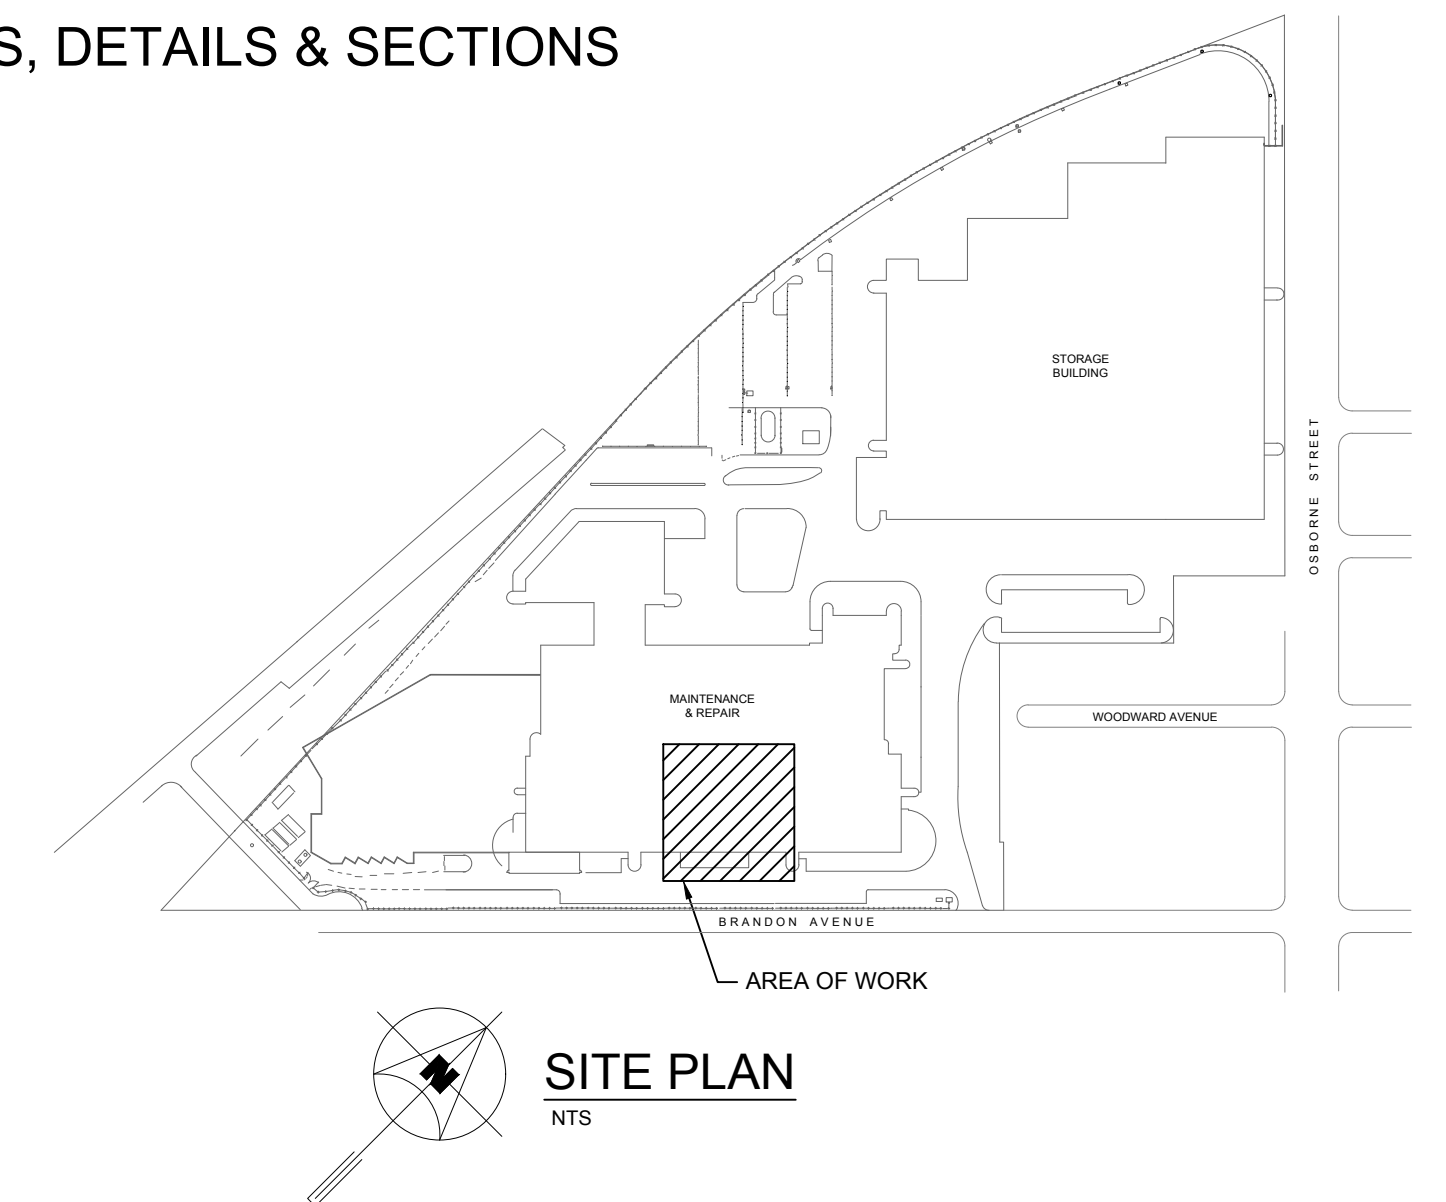 S, DETAILS & SECTIONS
STORAGE
BUILDING
OSBORNE STREET
MAINTENANCE
& REPAIR
WOODWARD AVENUE
BRANDON AVENUE
AREA OF WORK
N
SITE PLAN
NTS